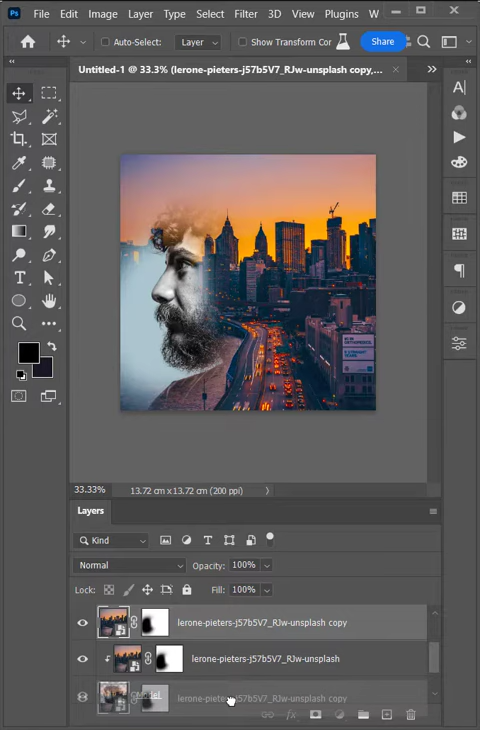 Ps File Edit Image Layer Type Select Filter 3D View Plugins W
Auto-Select: Layer Show Transform Cor Share
Untitled-1 @ 33.3% (lerone-pieters-j57b5V7_RJw-unsplash copy,...
33.33% 13.72 cm x 13.72 cm (200 ppi)
Layers
Kind
Normal Opacity: 100%
Lock: Fill: 100%
lerone-pieters-j57b5V7_RJw-unsplash copy
lerone-pieters-j57b5V7_RJw-unsplash
Model lerone-pieters-j57b5V7_RJw-unsplash copy